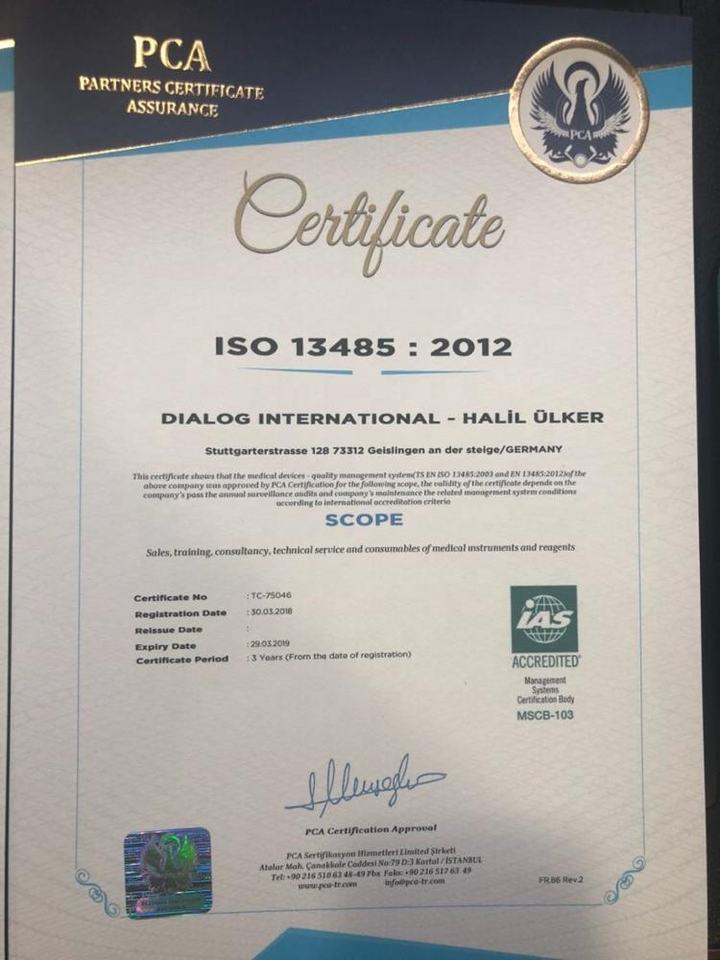 PCA
PARTNERS CERTIFICATE
ASSURANCE
PCA
Certificate
ISO 13485 : 2012
DIALOG INTERNATIONAL - HALİL ÜLKER
Stuttgarterstrasse 128 73312 Geislingen an der steige/GERMANY
This certificate shows that the medical devices - quality management system(TS EN ISO 13485:2003 and EN 13485:2012)of the
above company was approved by PCA Certification for the following scope, the validity of the certificate depends on the
company's pass the annual surveillance audits and company's maintenance the related management system conditions
according to international accreditation criteria
SCOPE
Sales, training, consultancy, technical service and consumables of medical instruments and reagents
Certificate No : TC-75046
Registration Date : 30.03.2018
Reissue Date :
Expiry Date : 29.03.2019
Certificate Period : 3 Years (From the date of registration)
IAS
ACCREDITED
Management
Systems
Certification Body
MSCB-103
PCA Certification Approval
PCA Sertifikasyon Hizmetleri Limited Şirketi
Atalar Mah. Çanakkale Caddesi No:79 D:3 Kartal / İSTANBUL
Tel: +90 216 510 63 48-49 Pbx Faks: +90 216 517 63 49
www.pca-tr.com info@pca-tr.com
FR.86 Rev.2